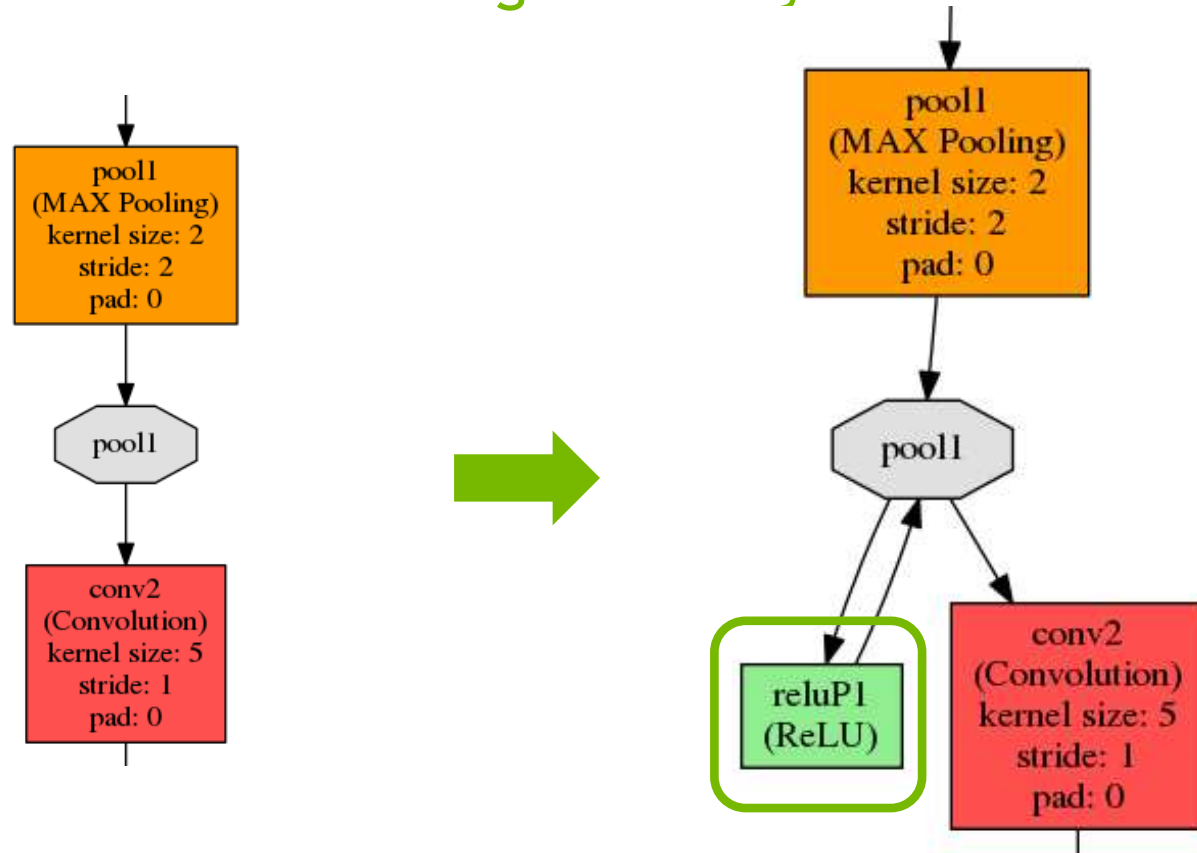 pool1
(MAX Pooling)
kernel size: 2
stride: 2
pad: 0
pool1
conv2
(Convolution)
kernel size: 5
stride: 1
pad: 0
pool1
(MAX Pooling)
kernel size: 2
stride: 2
pad: 0
pool1
reluP1
(ReLU)
conv2
(Convolution)
kernel size: 5
stride: 1
pad: 0